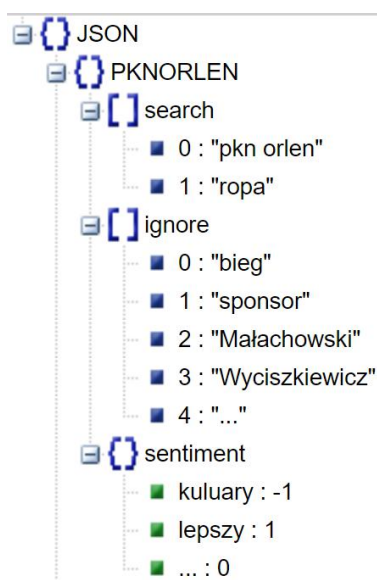 JSON
PKNORLEN
search
0 : "pkn orlen"
1 : "ropa"
ignore
0 : "bieg"
1 : "sponsor"
2 : "Małachowski"
3 : "Wyciszkiewicz"
4 : "..."
sentiment
kuluary : -1
lepszy : 1
... : 0